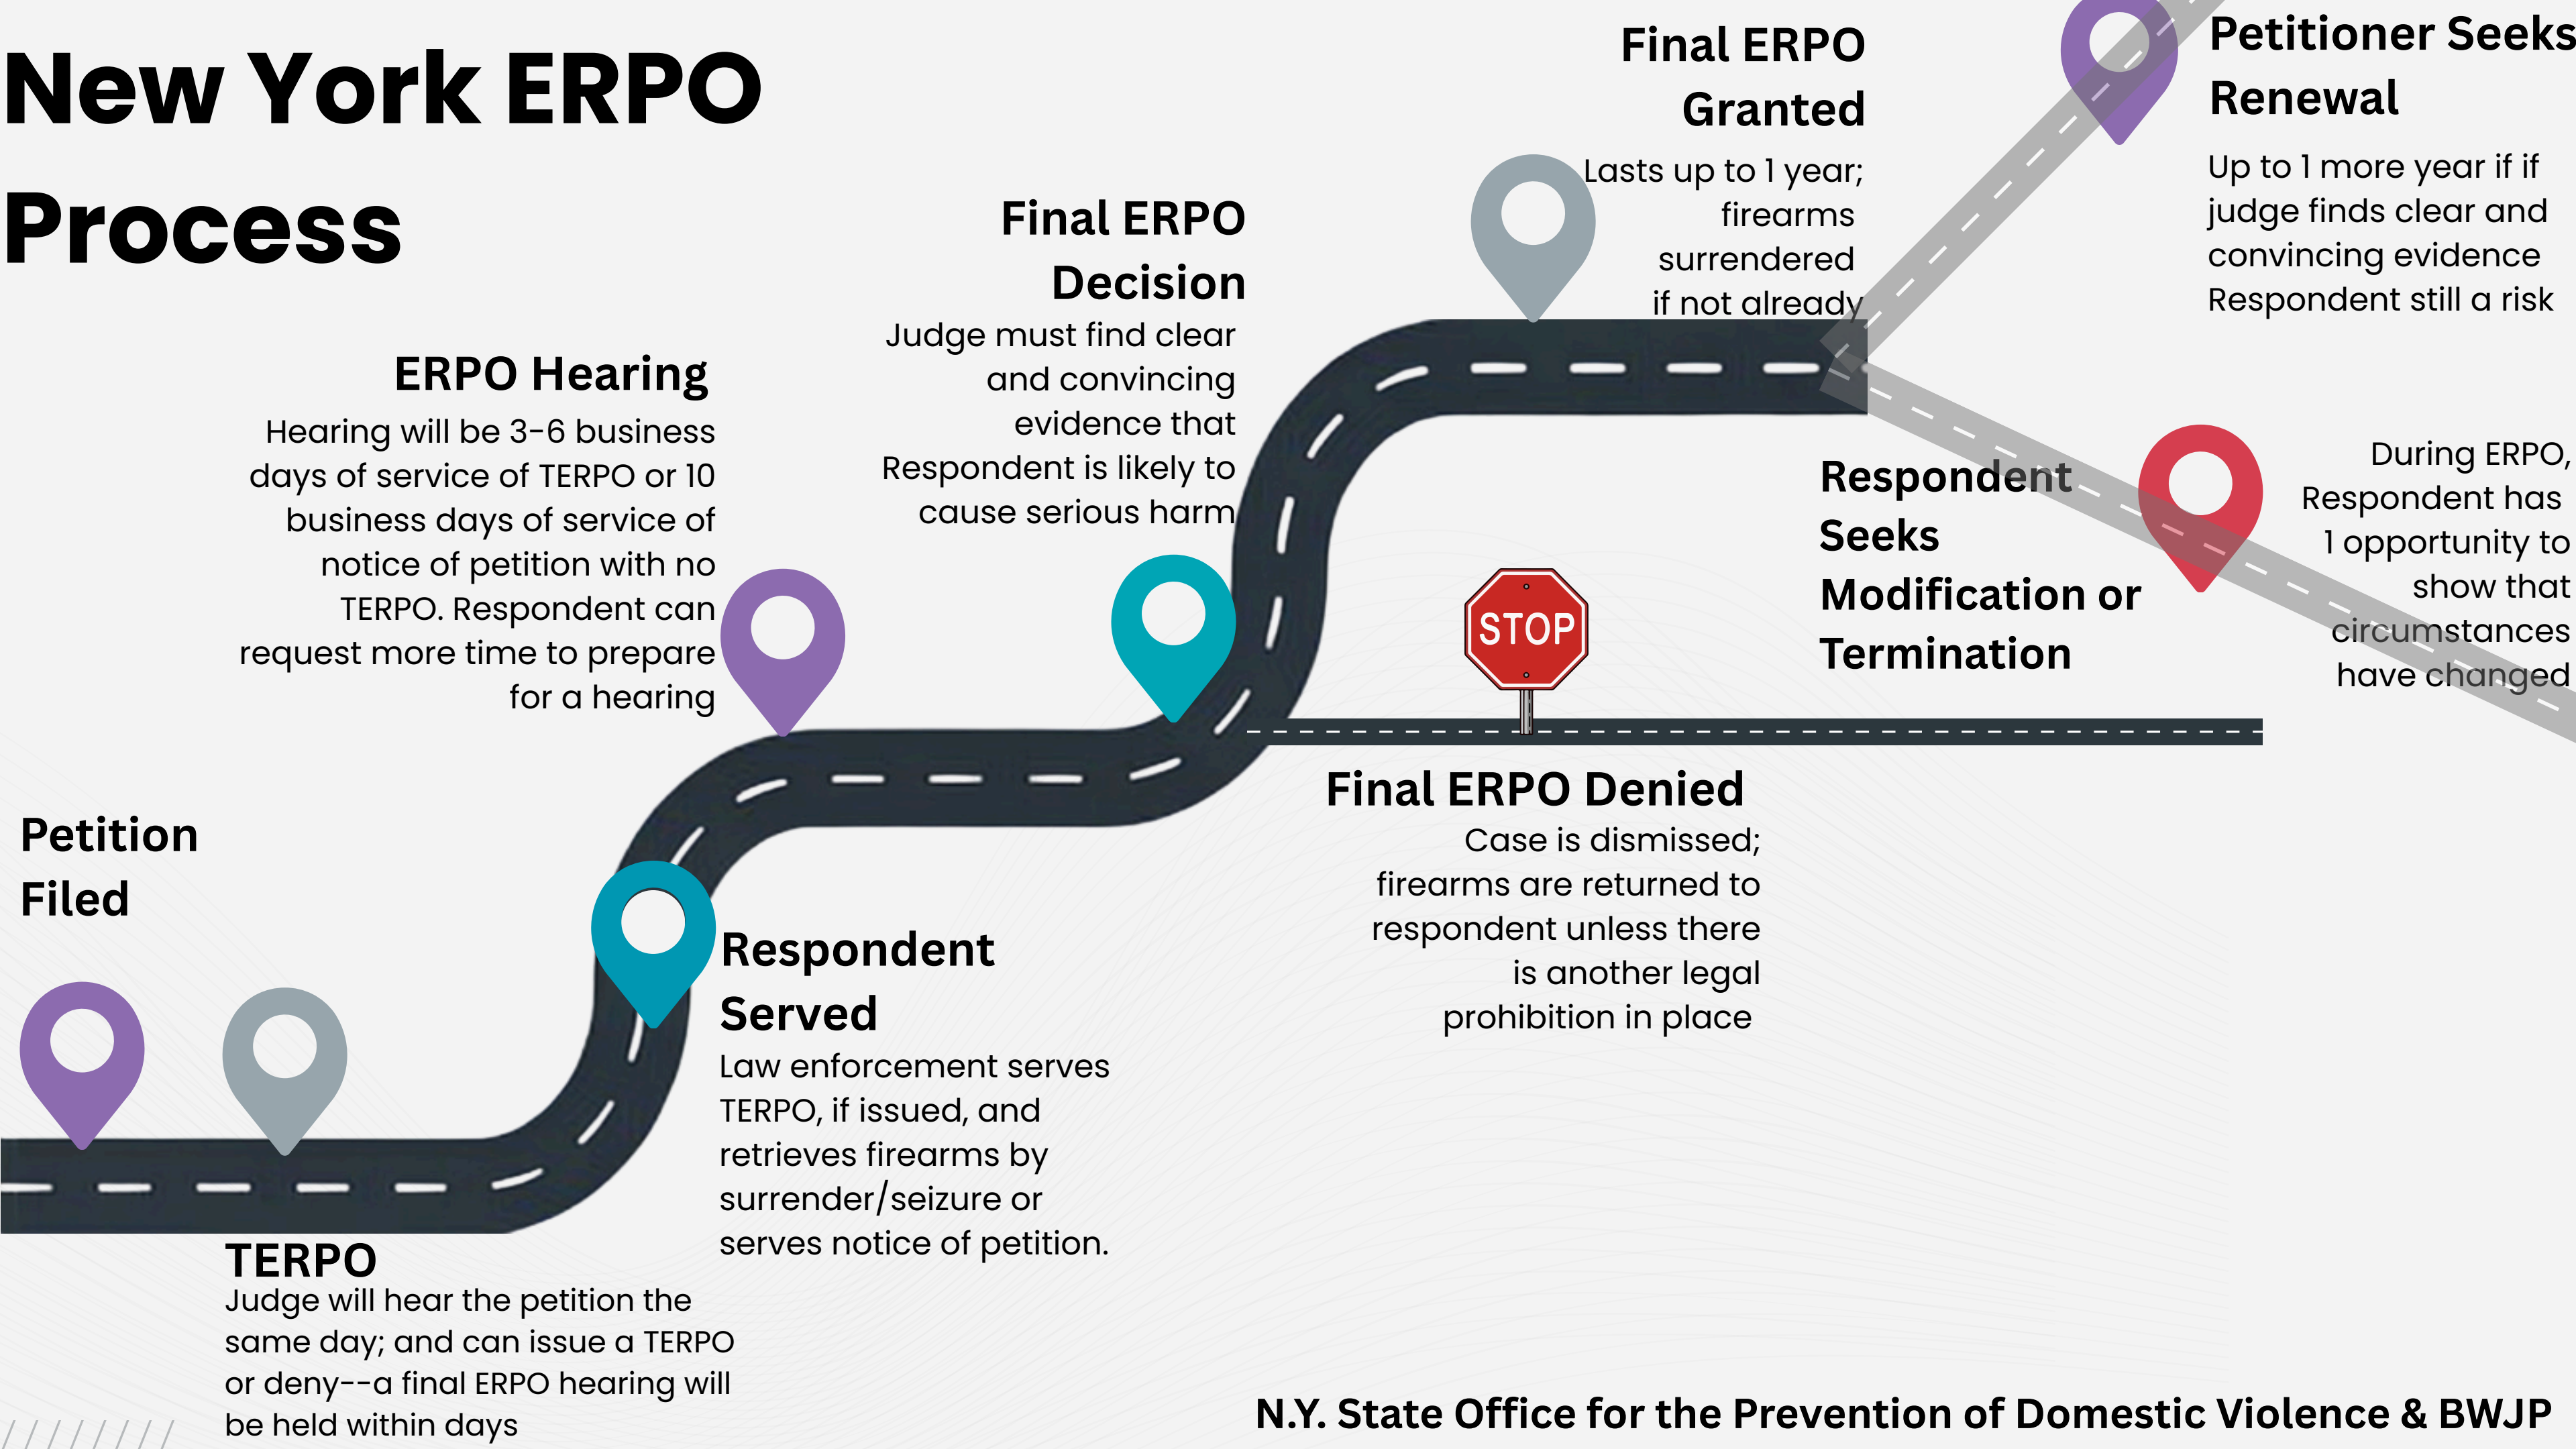 New York ERPO
Process
Petition
Filed
TERPO
Judge will hear the petition the
same day; and can issue a TERPO
or deny--a final ERPO hearing will
be held within days
Respondent
Served
Law enforcement serves
TERPO, if issued, and
retrieves firearms by
surrender/seizure or
serves notice of petition.
ERPO Hearing
Hearing will be 3-6 business
days of service of TERPO or 10
business days of service of
notice of petition with no
TERPO. Respondent can
request more time to prepare
for a hearing
Final ERPO
Decision
Judge must find clear
and convincing
evidence that
Respondent is likely to
cause serious harm
STOP
Final ERPO Denied
Case is dismissed;
firearms are returned to
respondent unless there
is another legal
prohibition in place
Final ERPO
Granted
Lasts up to 1 year;
firearms
surrendered
if not already
Petitioner Seeks
Renewal
Up to 1 more year if if
judge finds clear and
convincing evidence
Respondent still a risk
Respondent
Seeks
Modification or
Termination
During ERPO,
Respondent has
1 opportunity to
show that
circumstances
have changed
N.Y. State Office for the Prevention of Domestic Violence & BWJP